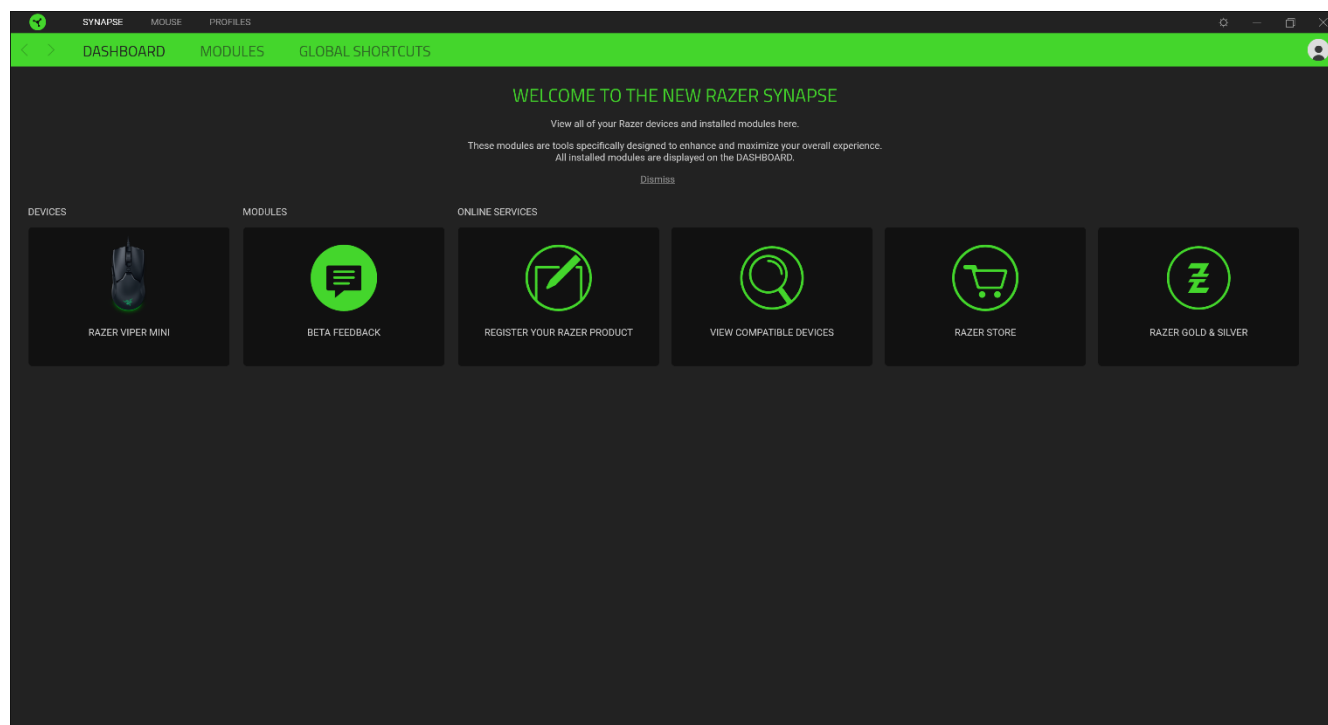 SYNAPSE MOUSE PROFILES
DASHBOARD MODULES GLOBAL SHORTCUTS
WELCOME TO THE NEW RAZER SYNAPSE
View all of your Razer devices and installed modules here.
These modules are tools specifically designed to enhance and maximize your overall experience.
All installed modules are displayed on the DASHBOARD.
Dismiss
DEVICES MODULES ONLINE SERVICES
RAZER VIPER MINI BETA FEEDBACK REGISTER YOUR RAZER PRODUCT VIEW COMPATIBLE DEVICES RAZER STORE RAZER GOLD & SILVER